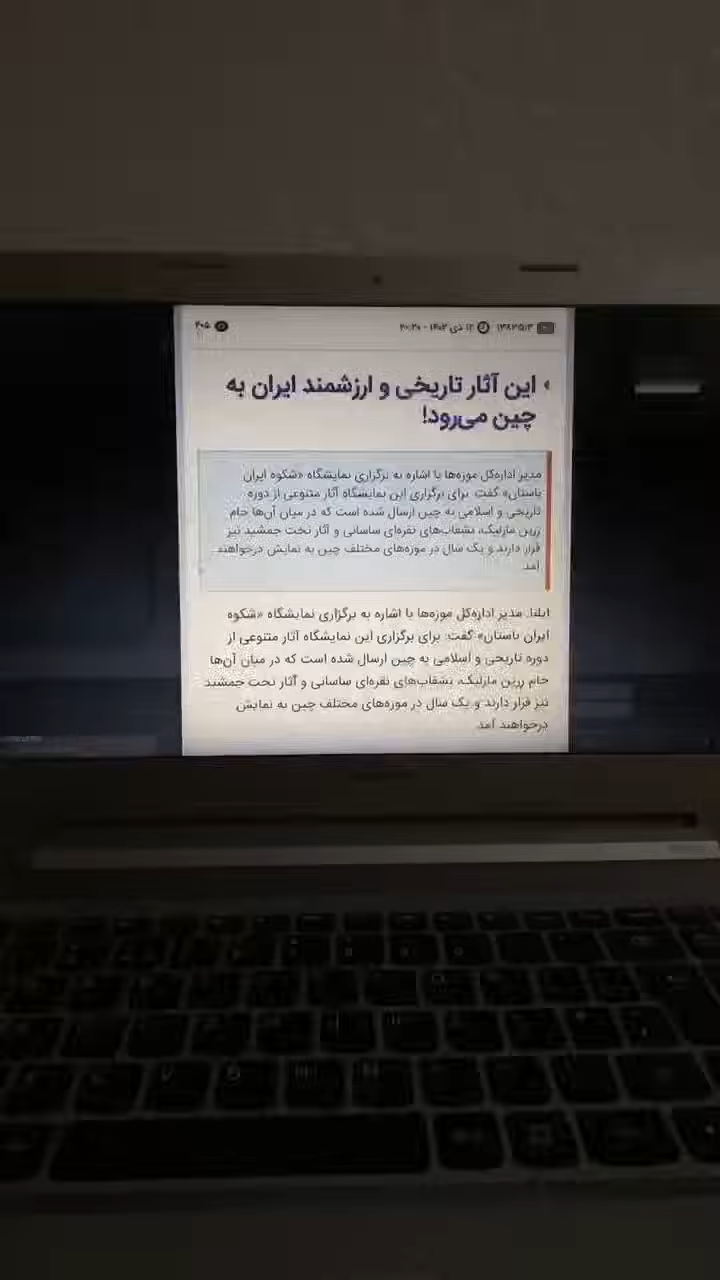 ۱۲ دی ۱۴۰۲ - ۲۰:۲۰
۲۰۵
این آثار تاریخی و ارزشمند ایران به
چین می‌رود!
مدیر اداره‌کل موزه‌ها با اشاره به برگزاری نمایشگاه «شکوه ایران
باستان» گفت: برای برگزاری این نمایشگاه آثار متنوعی از دوره
تاریخی و اسلامی به چین ارسال شده است که در میان آن‌ها جام
زرین مارلیک، بشقاب‌های نقره‌ای ساسانی و آثار تخت جمشید نیز
قرار دارند و یک سال در موزه‌های مختلف چین به نمایش درخواهند
آمد.
ایلنا: مدیر اداره‌کل موزه‌ها با اشاره به برگزاری نمایشگاه «شکوه
ایران باستان» گفت: برای برگزاری این نمایشگاه آثار متنوعی از
دوره تاریخی و اسلامی به چین ارسال شده است که در میان آن‌ها
جام زرین مارلیک، بشقاب‌های نقره‌ای ساسانی و آثار تخت جمشید
نیز قرار دارند و یک سال در موزه‌های مختلف چین به نمایش
درخواهند آمد.